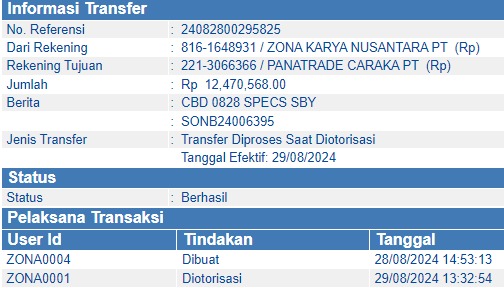 Informasi Transfer
No. Referensi : 24082800295825
Dari Rekening : 816-1648931 / ZONA KARYA NUSANTARA PT (Rp)
Rekening Tujuan : 221-3066366 / PANATRADE CARAKA PT (Rp)
Jumlah : Rp 12,470,568.00
Berita : CBD 0828 SPECS SBY
: SONB24006395
Jenis Transfer : Transfer Diproses Saat Diotorisasi
Tanggal Efektif: 29/08/2024
Status
Status : Berhasil
Pelaksana Transaksi
User Id Tindakan Tanggal
ZONA0004 Dibuat 28/08/2024 14:53:13
ZONA0001 Diotorisasi 29/08/2024 13:32:54